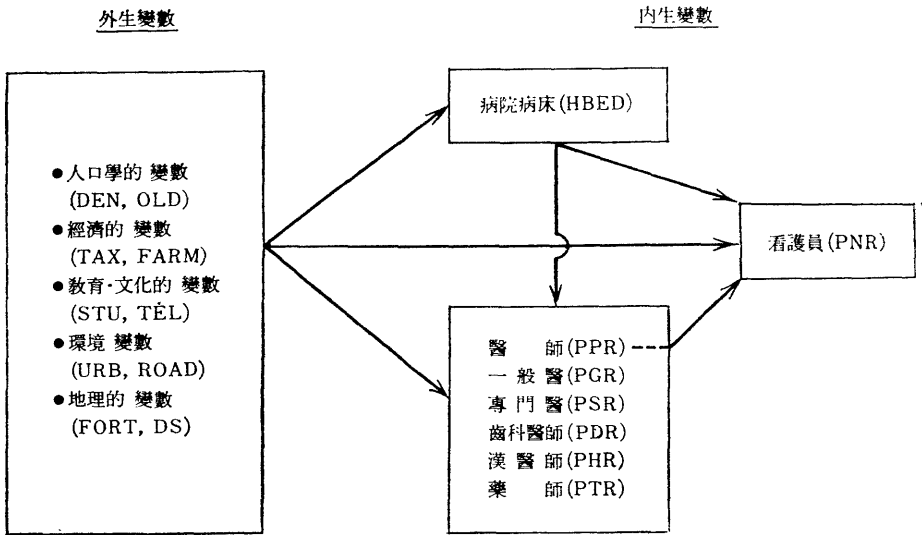 外生變數
內生變數
●人口學的 變數
(DEN, OLD)
●經濟的 變數
(TAX, FARM)
●敎育·文化的 變數
(STU, TEL)
●環境 變數
(URB, ROAD)
●地理的 變數
(FORT, DS)
病院病床(HBED)
醫 師(PPR)
一 般 醫(PGR)
專 門 醫(PSR)
齒科醫師(PDR)
漢 醫 師(PHR)
藥 師(PTR)
看護員(PNR)